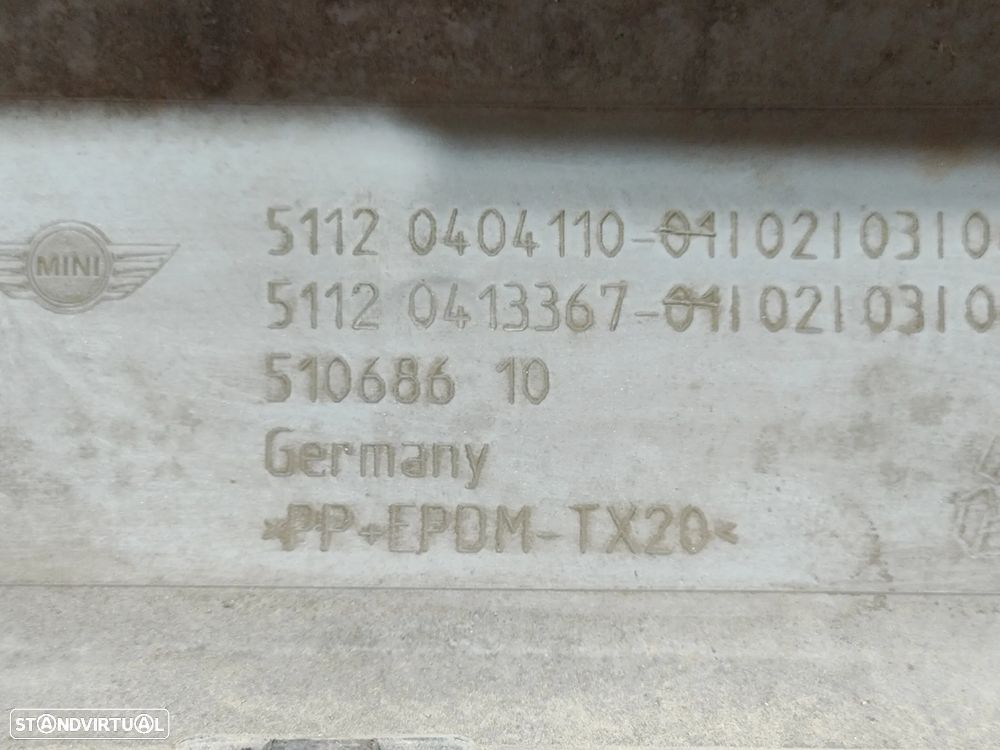 MINI
5112 0404110-01|02|03|0
5112 0413367-01|02|03|0
510686 10
Germany
>PP+EPDM-TX20<
STANDVIRTUAL